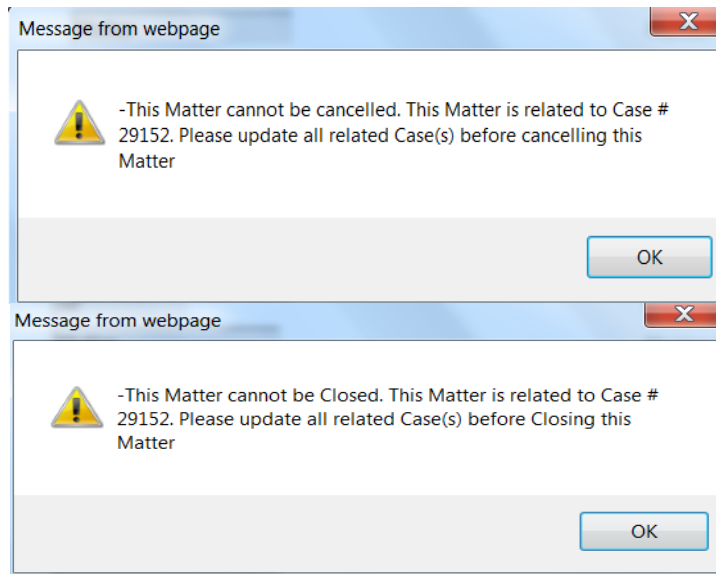 Message from webpage
X
-This Matter cannot be cancelled. This Matter is related to Case #
29152. Please update all related Case(s) before cancelling this
Matter
OK
Message from webpage
X
-This Matter cannot be Closed. This Matter is related to Case #
29152. Please update all related Case(s) before Closing this
Matter
OK